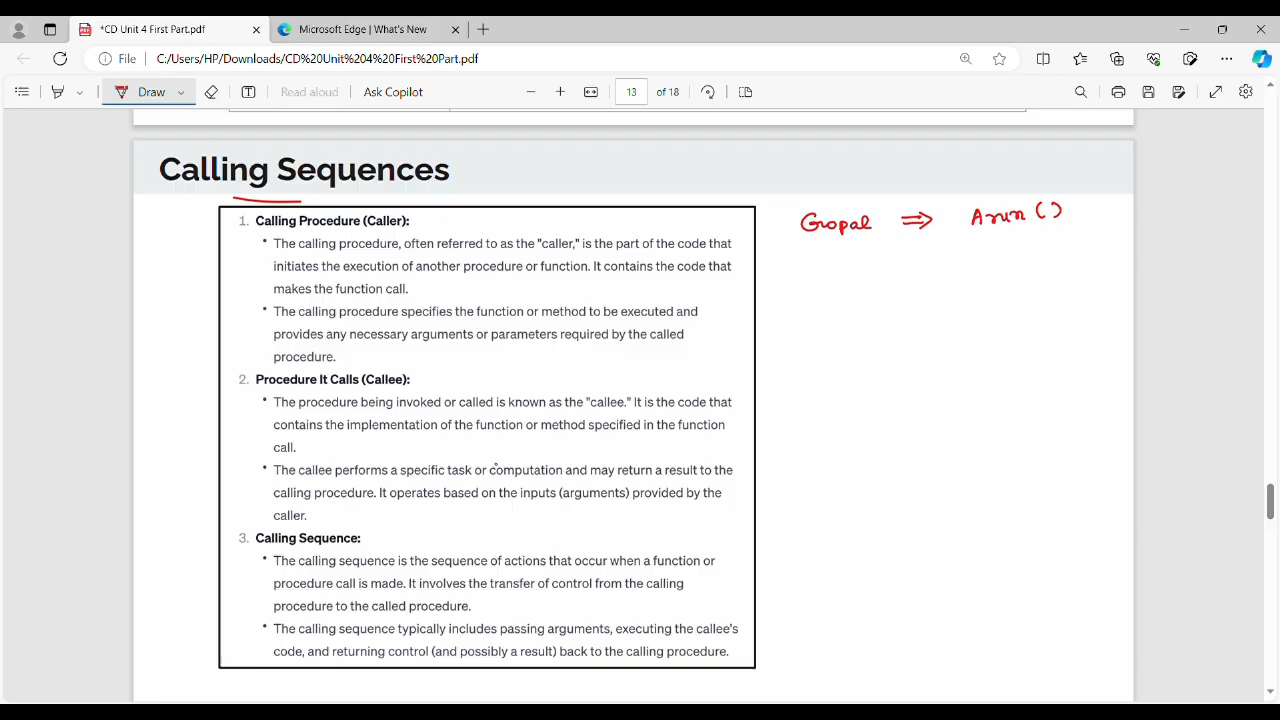 *CD Unit 4 First Part.pdf
Microsoft Edge | What's New
File
C:/Users/HP/Downloads/CD%20Unit%204%20First%20Part.pdf
Draw
Read aloud
Ask Copilot
13 of 18
Calling Sequences
Gopal ⇒ Arun ()
1. Calling Procedure (Caller):
• The calling procedure, often referred to as the "caller," is the part of the code that
initiates the execution of another procedure or function. It contains the code that
makes the function call.
• The calling procedure specifies the function or method to be executed and
provides any necessary arguments or parameters required by the called
procedure.
2. Procedure It Calls (Callee):
• The procedure being invoked or called is known as the "callee." It is the code that
contains the implementation of the function or method specified in the function
call.
• The callee performs a specific task or computation and may return a result to the
calling procedure. It operates based on the inputs (arguments) provided by the
caller.
3. Calling Sequence:
• The calling sequence is the sequence of actions that occur when a function or
procedure call is made. It involves the transfer of control from the calling
procedure to the called procedure.
• The calling sequence typically includes passing arguments, executing the callee's
code, and returning control (and possibly a result) back to the calling procedure.